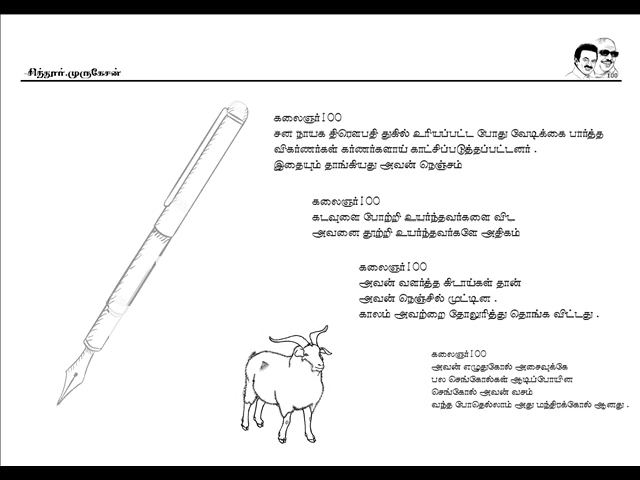 சித்தூர்.முருகேசன்
100
கலைஞர்100
சன நாயக திரௌபதி துகில் உரியப்பட்ட போது வேடிக்கை பார்த்த
விகர்ணர்கள் கர்ணர்களாய் காட்சிப்படுத்தப்பட்டனர் .
இதையும் தாங்கியது அவன் நெஞ்சம்
கலைஞர்100
கடவுளை போற்றி உயர்ந்தவர்களை விட
அவனை தூற்றி உயர்ந்தவர்களே அதிகம்
கலைஞர்100
அவன் வளர்த்த கிடாய்கள் தான்
அவன் நெஞ்சில் முட்டின .
காலம் அவற்றை தோலுரித்து தொங்க விட்டது .
கலைஞர்100
அவன் எழுதுகோல் அசைவுக்கே
பல செங்கோல்கள் ஆடிப்போயின
செங்கோல் அவன் வசம்
வந்த போதெல்லாம் அது மந்திரக்கோல் ஆனது .